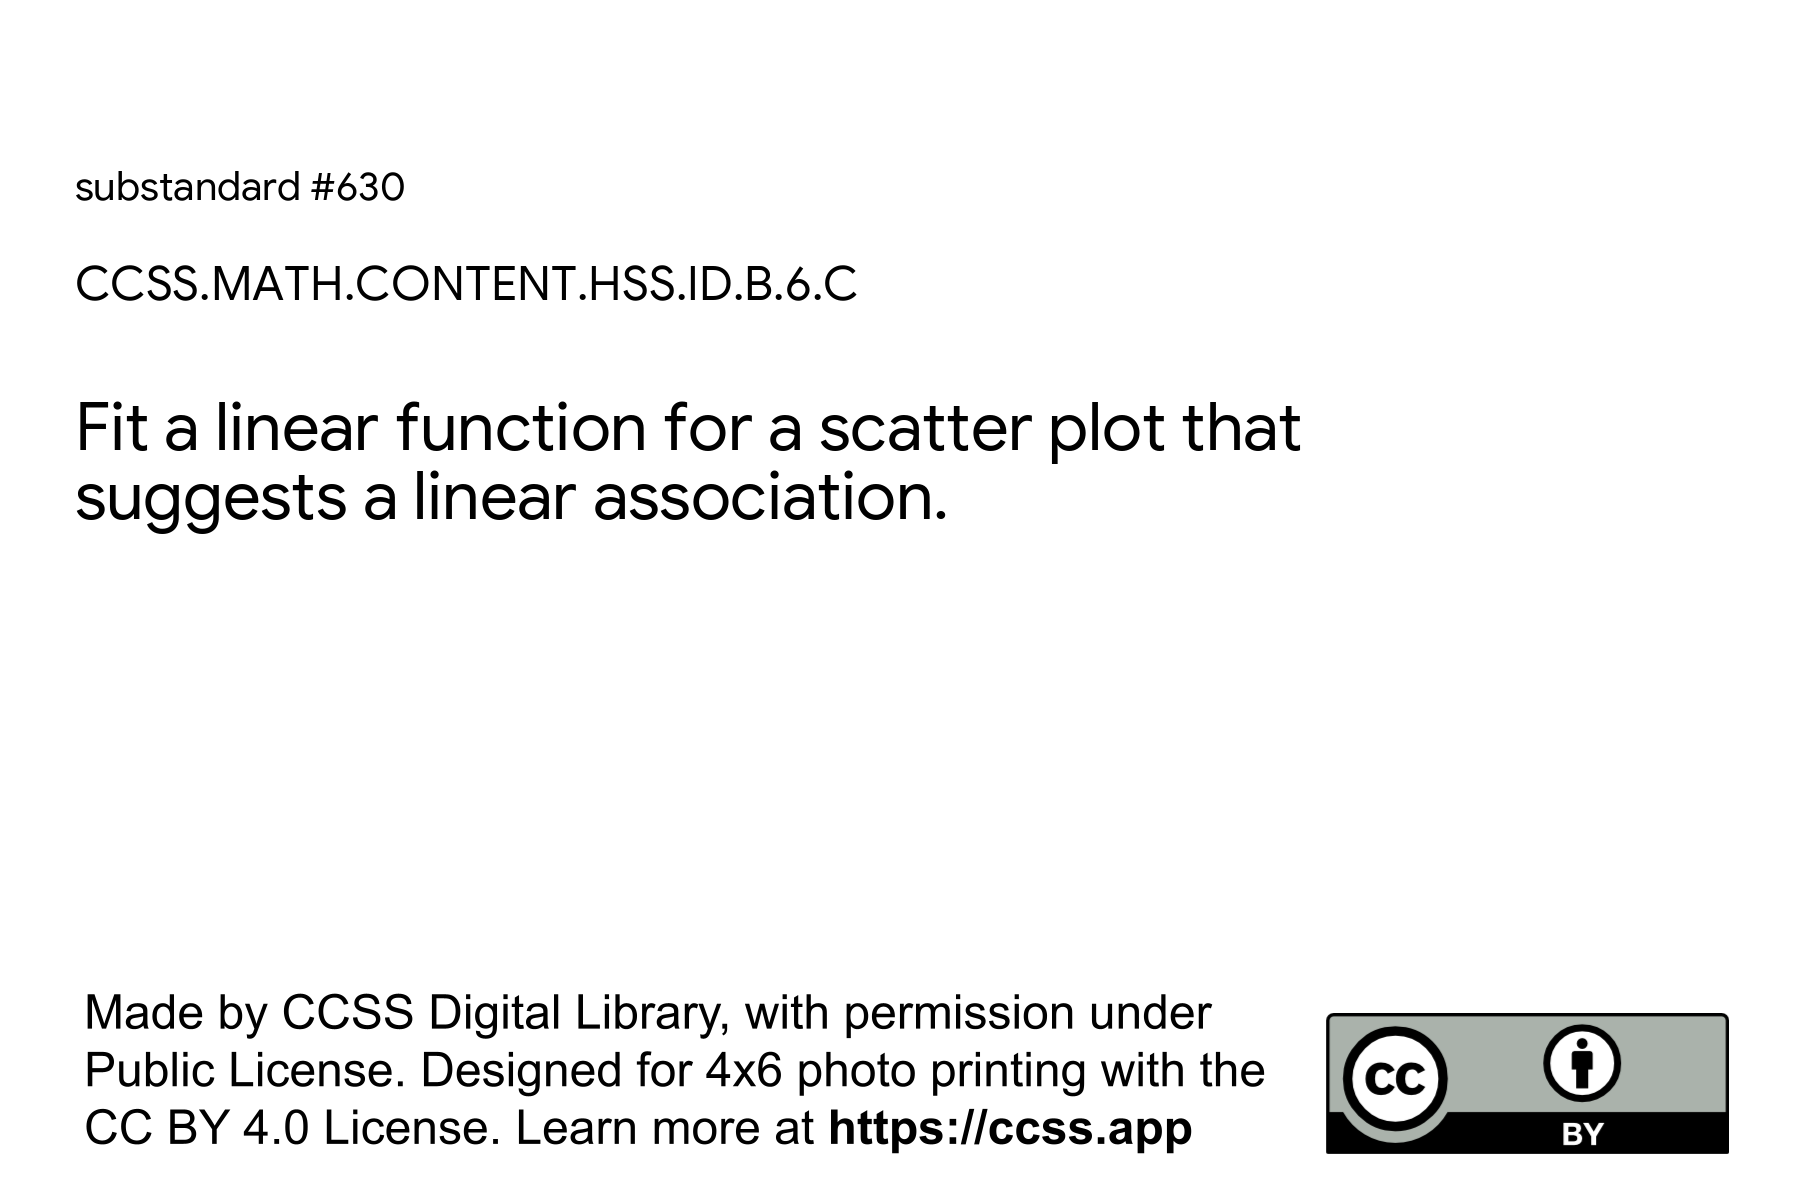 substandard #630
CCSS.MATH.CONTENT.HSS.ID.B.6.C
Fit a linear function for a scatter plot that
suggests a linear association.
Made by CCSS Digital Library, with permission under
Public License. Designed for 4x6 photo printing with the
CC BY 4.0 License. Learn more at https://ccss.app
CC
BY